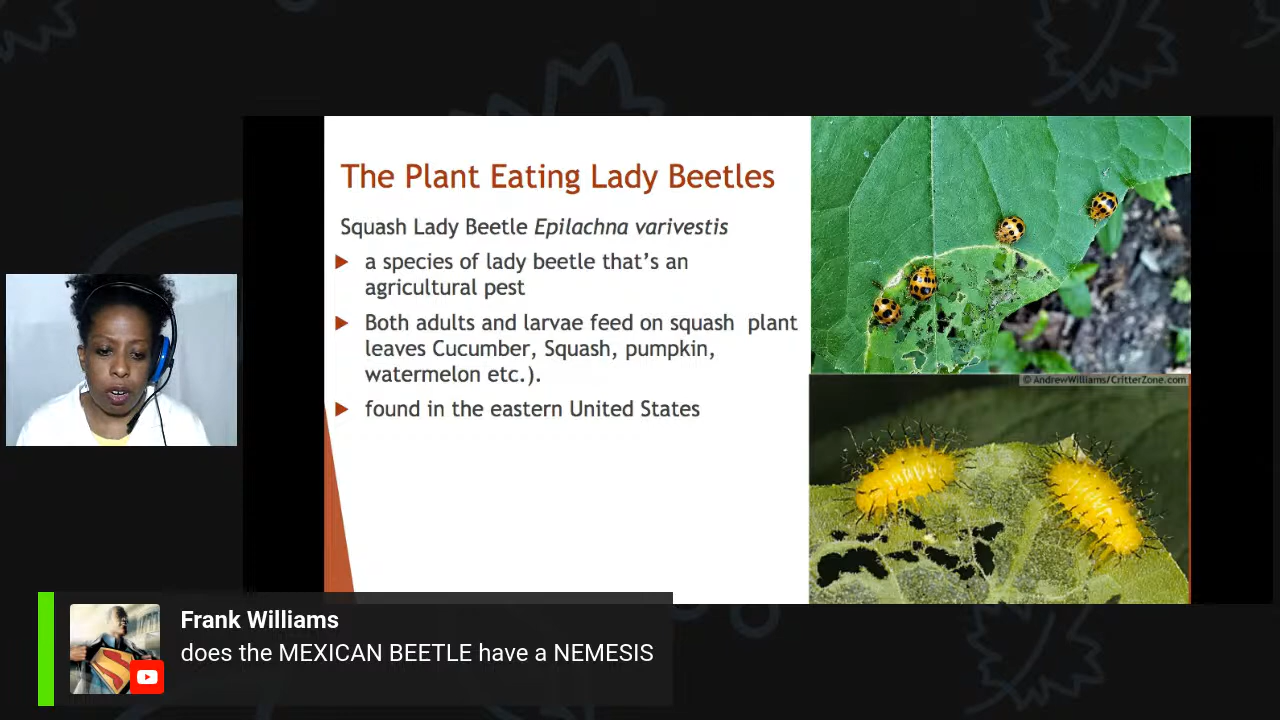 The Plant Eating Lady Beetles
Squash Lady Beetle Epilachna varivestis
a species of lady beetle that's an
agricultural pest
Both adults and larvae feed on squash  plant
leaves Cucumber, Squash, pumpkin,
watermelon etc.).
found in the eastern United States
© AndrewWilliams/CritterZone.com
Frank Williams
does the MEXICAN BEETLE have a NEMESIS